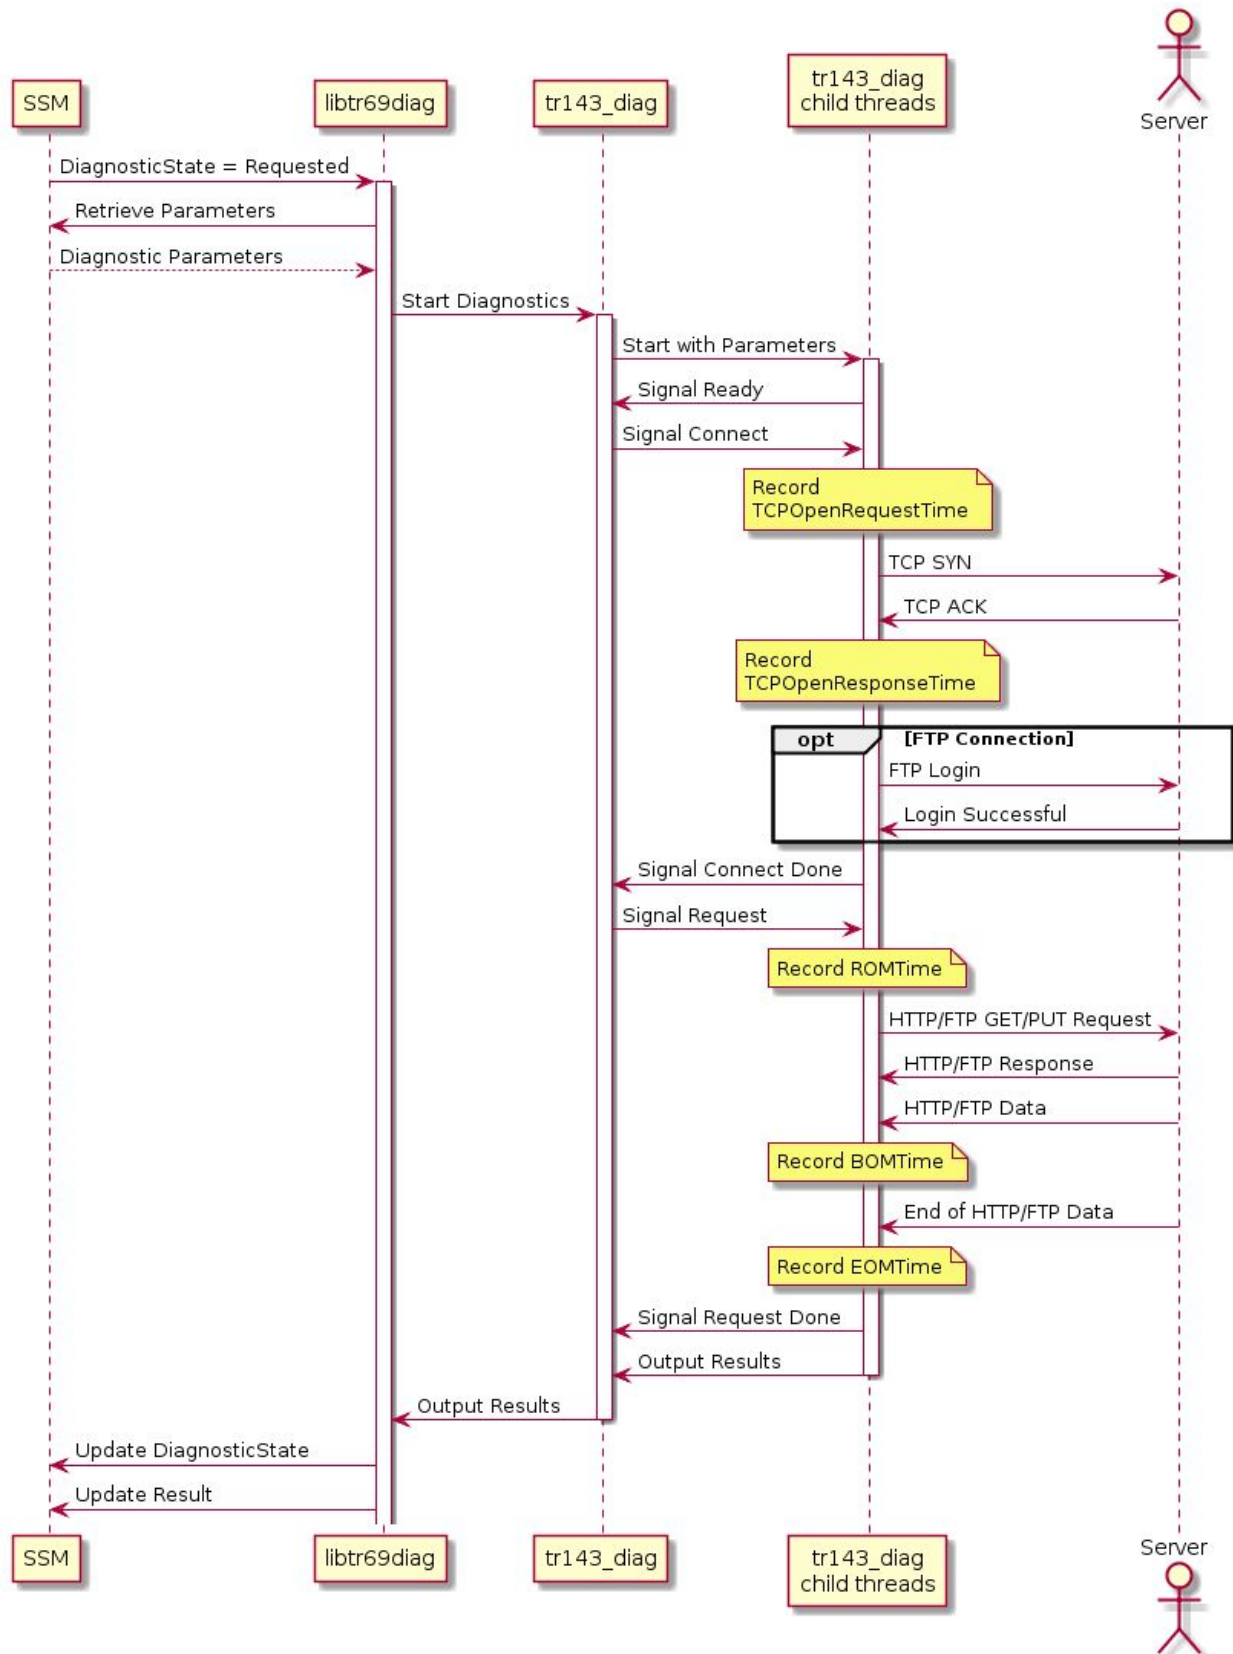 Server
SSM
libtr69diag
tr143_diag
tr143_diag
child threads
DiagnosticState = Requested
Retrieve Parameters
Diagnostic Parameters
Start Diagnostics
Start with Parameters
Signal Ready
Signal Connect
Record
TCPOpenRequestTime
TCP SYN
TCP ACK
Record
TCPOpenResponseTime
opt
[FTP Connection]
FTP Login
Login Successful
Signal Connect Done
Signal Request
Record ROMTime
HTTP/FTP GET/PUT Request
HTTP/FTP Response
HTTP/FTP Data
Record BOMTime
End of HTTP/FTP Data
Record EOMTime
Signal Request Done
Output Results
Output Results
Update DiagnosticState
Update Result
SSM
libtr69diag
tr143_diag
tr143_diag
child threads
Server